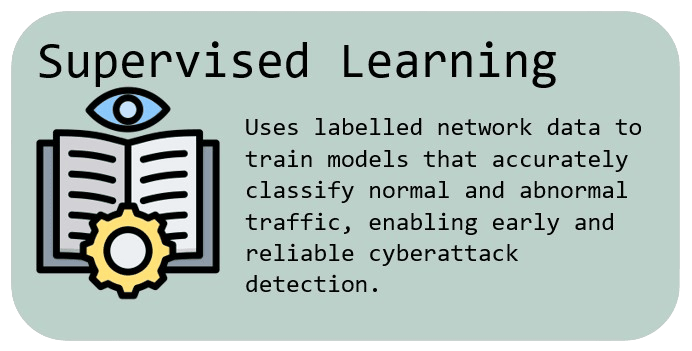 Supervised Learning
Uses labelled network data to
train models that accurately
classify normal and abnormal
traffic, enabling early and
reliable cyberattack
detection.